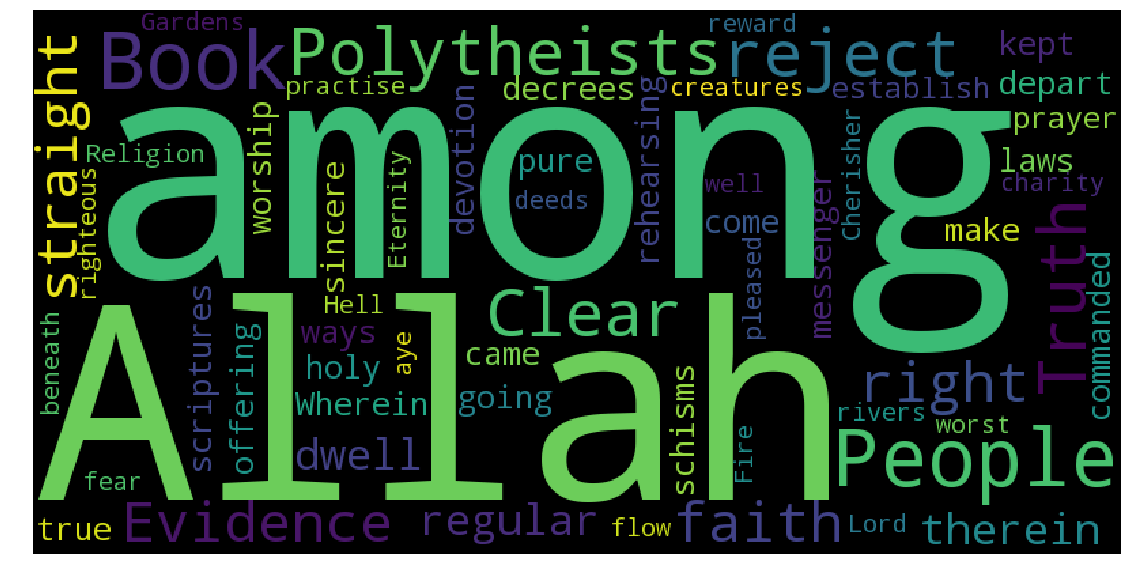 Gardens
reward
Book
Polytheists
reject
kept
straight
practise
decrees
creatures
establish
depart
among
Religion
worship
devotion
pure
rehearsing
Cherisher
prayer
laws
righteous
sincere
Eternity
deeds
well
come
messenger
charity
make
Truth
Allah
beneath
scriptures
offering
Hell
ways
aye
holy
Wherein
Clear
came
going
schisms
pleased
Fire
right
commanded
rivers
worst
dwell
People
fear
true
Evidence
regular
flow
faith
Lord
therein